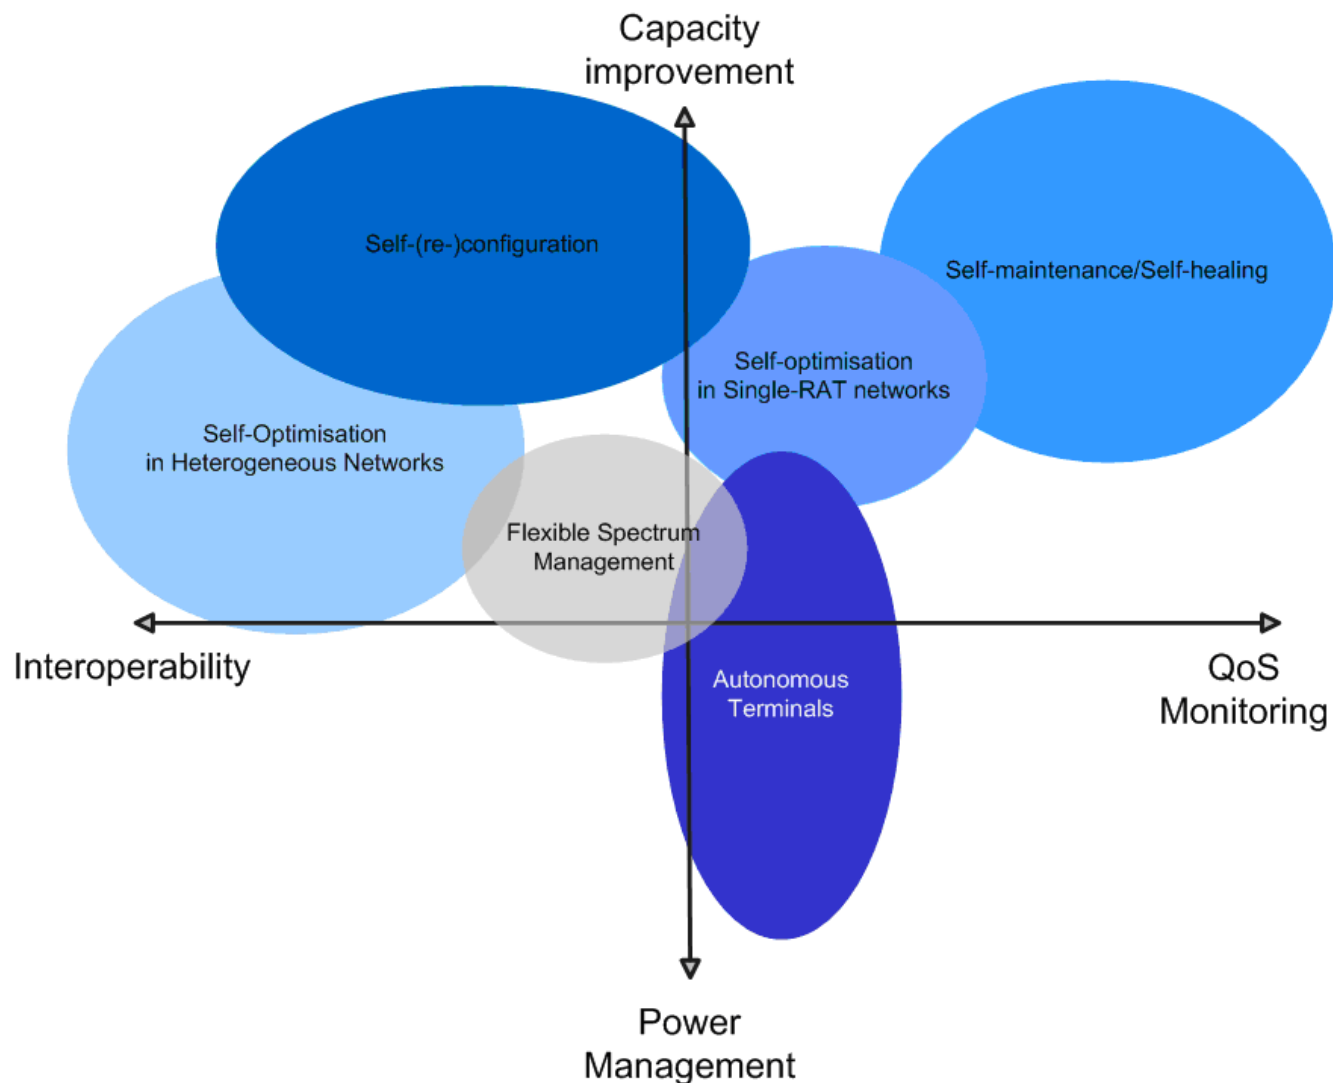 Capacity
improvement
Self-(re-)configuration
Self-maintenance/Self-healing
Self-optimisation
in Single-RAT networks
Self-Optimisation
in Heterogeneous Networks
Flexible Spectrum
Management
Interoperability
QoS
Monitoring
Autonomous
Terminals
Power
Management